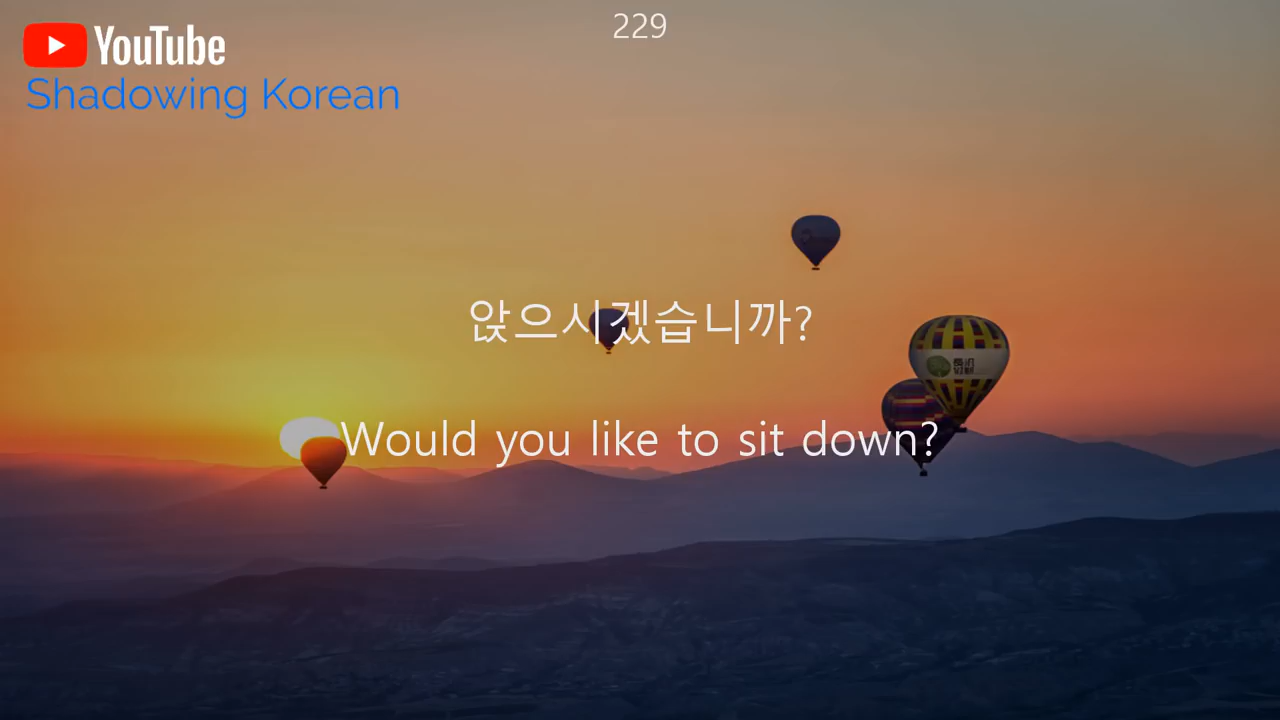 229
YouTube
Shadowing Korean
앉으시겠습니까?
Would you like to sit down?